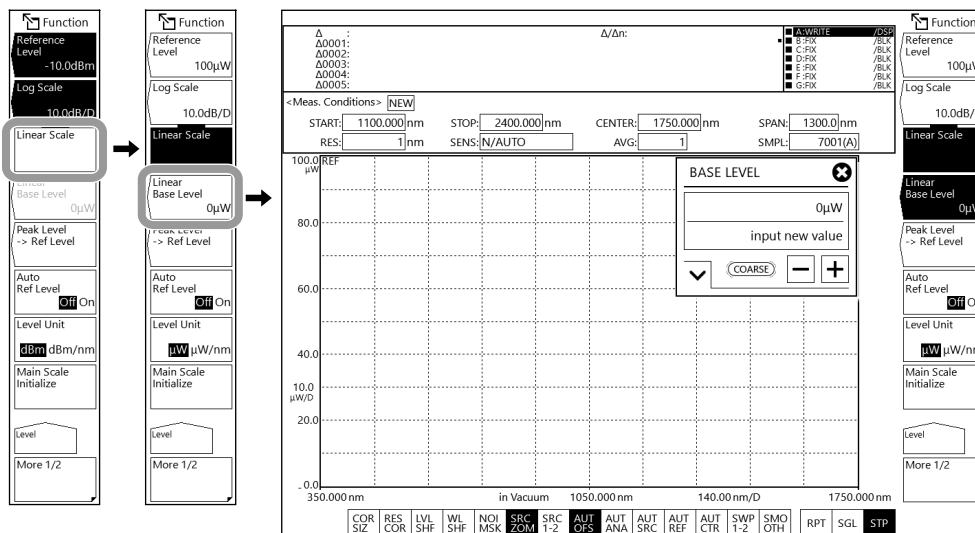 Function
Reference
Level
-10.0dBm
Log Scale
10.0dB/D
Linear Scale
Linear
Base Level
0µW
Peak Level
-> Ref Level
Auto
Ref Level
Off On
Level Unit
dBm dBm/nm
Main Scale
Initialize
Level
More 1/2
Function
Reference
Level
100µW
Log Scale
10.0dB/D
Linear Scale
Linear
Base Level
0µW
Peak Level
-> Ref Level
Auto
Ref Level
Off On
Level Unit
µW µW/nm
Main Scale
Initialize
Level
More 1/2
Δ :
Δ0001:
Δ0002:
Δ0003:
Δ0004:
Δ0005:
Δ/Δn:
A:WRITE /DSP
B:FIX /BLK
C:FIX /BLK
D:FIX /BLK
E:FIX /BLK
F:FIX /BLK
G:FIX /BLK
<Meas. Conditions> NEW
START: 1100.000 nm STOP: 2400.000 nm CENTER: 1750.000 nm SPAN: 1300.0 nm
RES: 1 nm SENS: N/AUTO AVG: 1 SMPL: 7001(A)
100.0 REF
µW
80.0
60.0
40.0
10.0
µW/D
20.0
0.0
BASE LEVEL
0µW
input new value
COARSE
350.000 nm in Vacuum 1050.000 nm 140.00 nm/D 1750.000 nm
COR SIZ
RES COR
LVL SHF
WL SHF
NOI MSK
SRC ZOM
SRC 1-2
AUT OFS
AUT ANA
AUT SRC
AUT REF
AUT CTR
SWP 1-2
SMO OTH
RPT SGL STP
Function
Reference
Level
100µW
Log Scale
10.0dB/
Linear Scale
Linear
Base Level
0µW
Peak Level
-> Ref Level
Auto
Ref Level
Off O
Level Unit
µW µW/nm
Main Scale
Initialize
Level
More 1/2